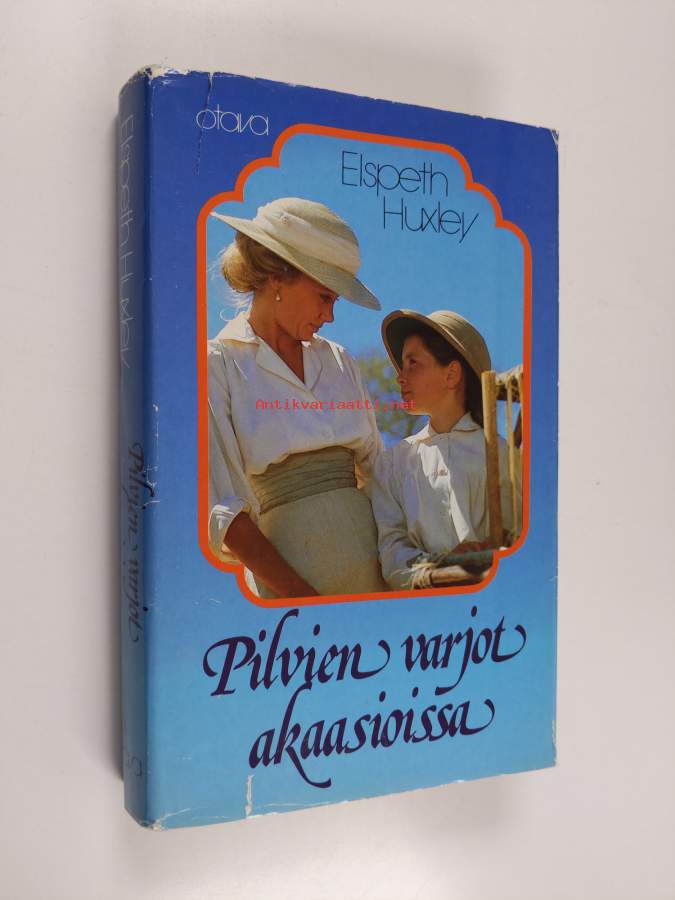 otava
Elspeth
Huxley
Antikvariaatti.net
Pilvien varjot
akaasioissa
Elspeth Huxley
Pilvien varjot